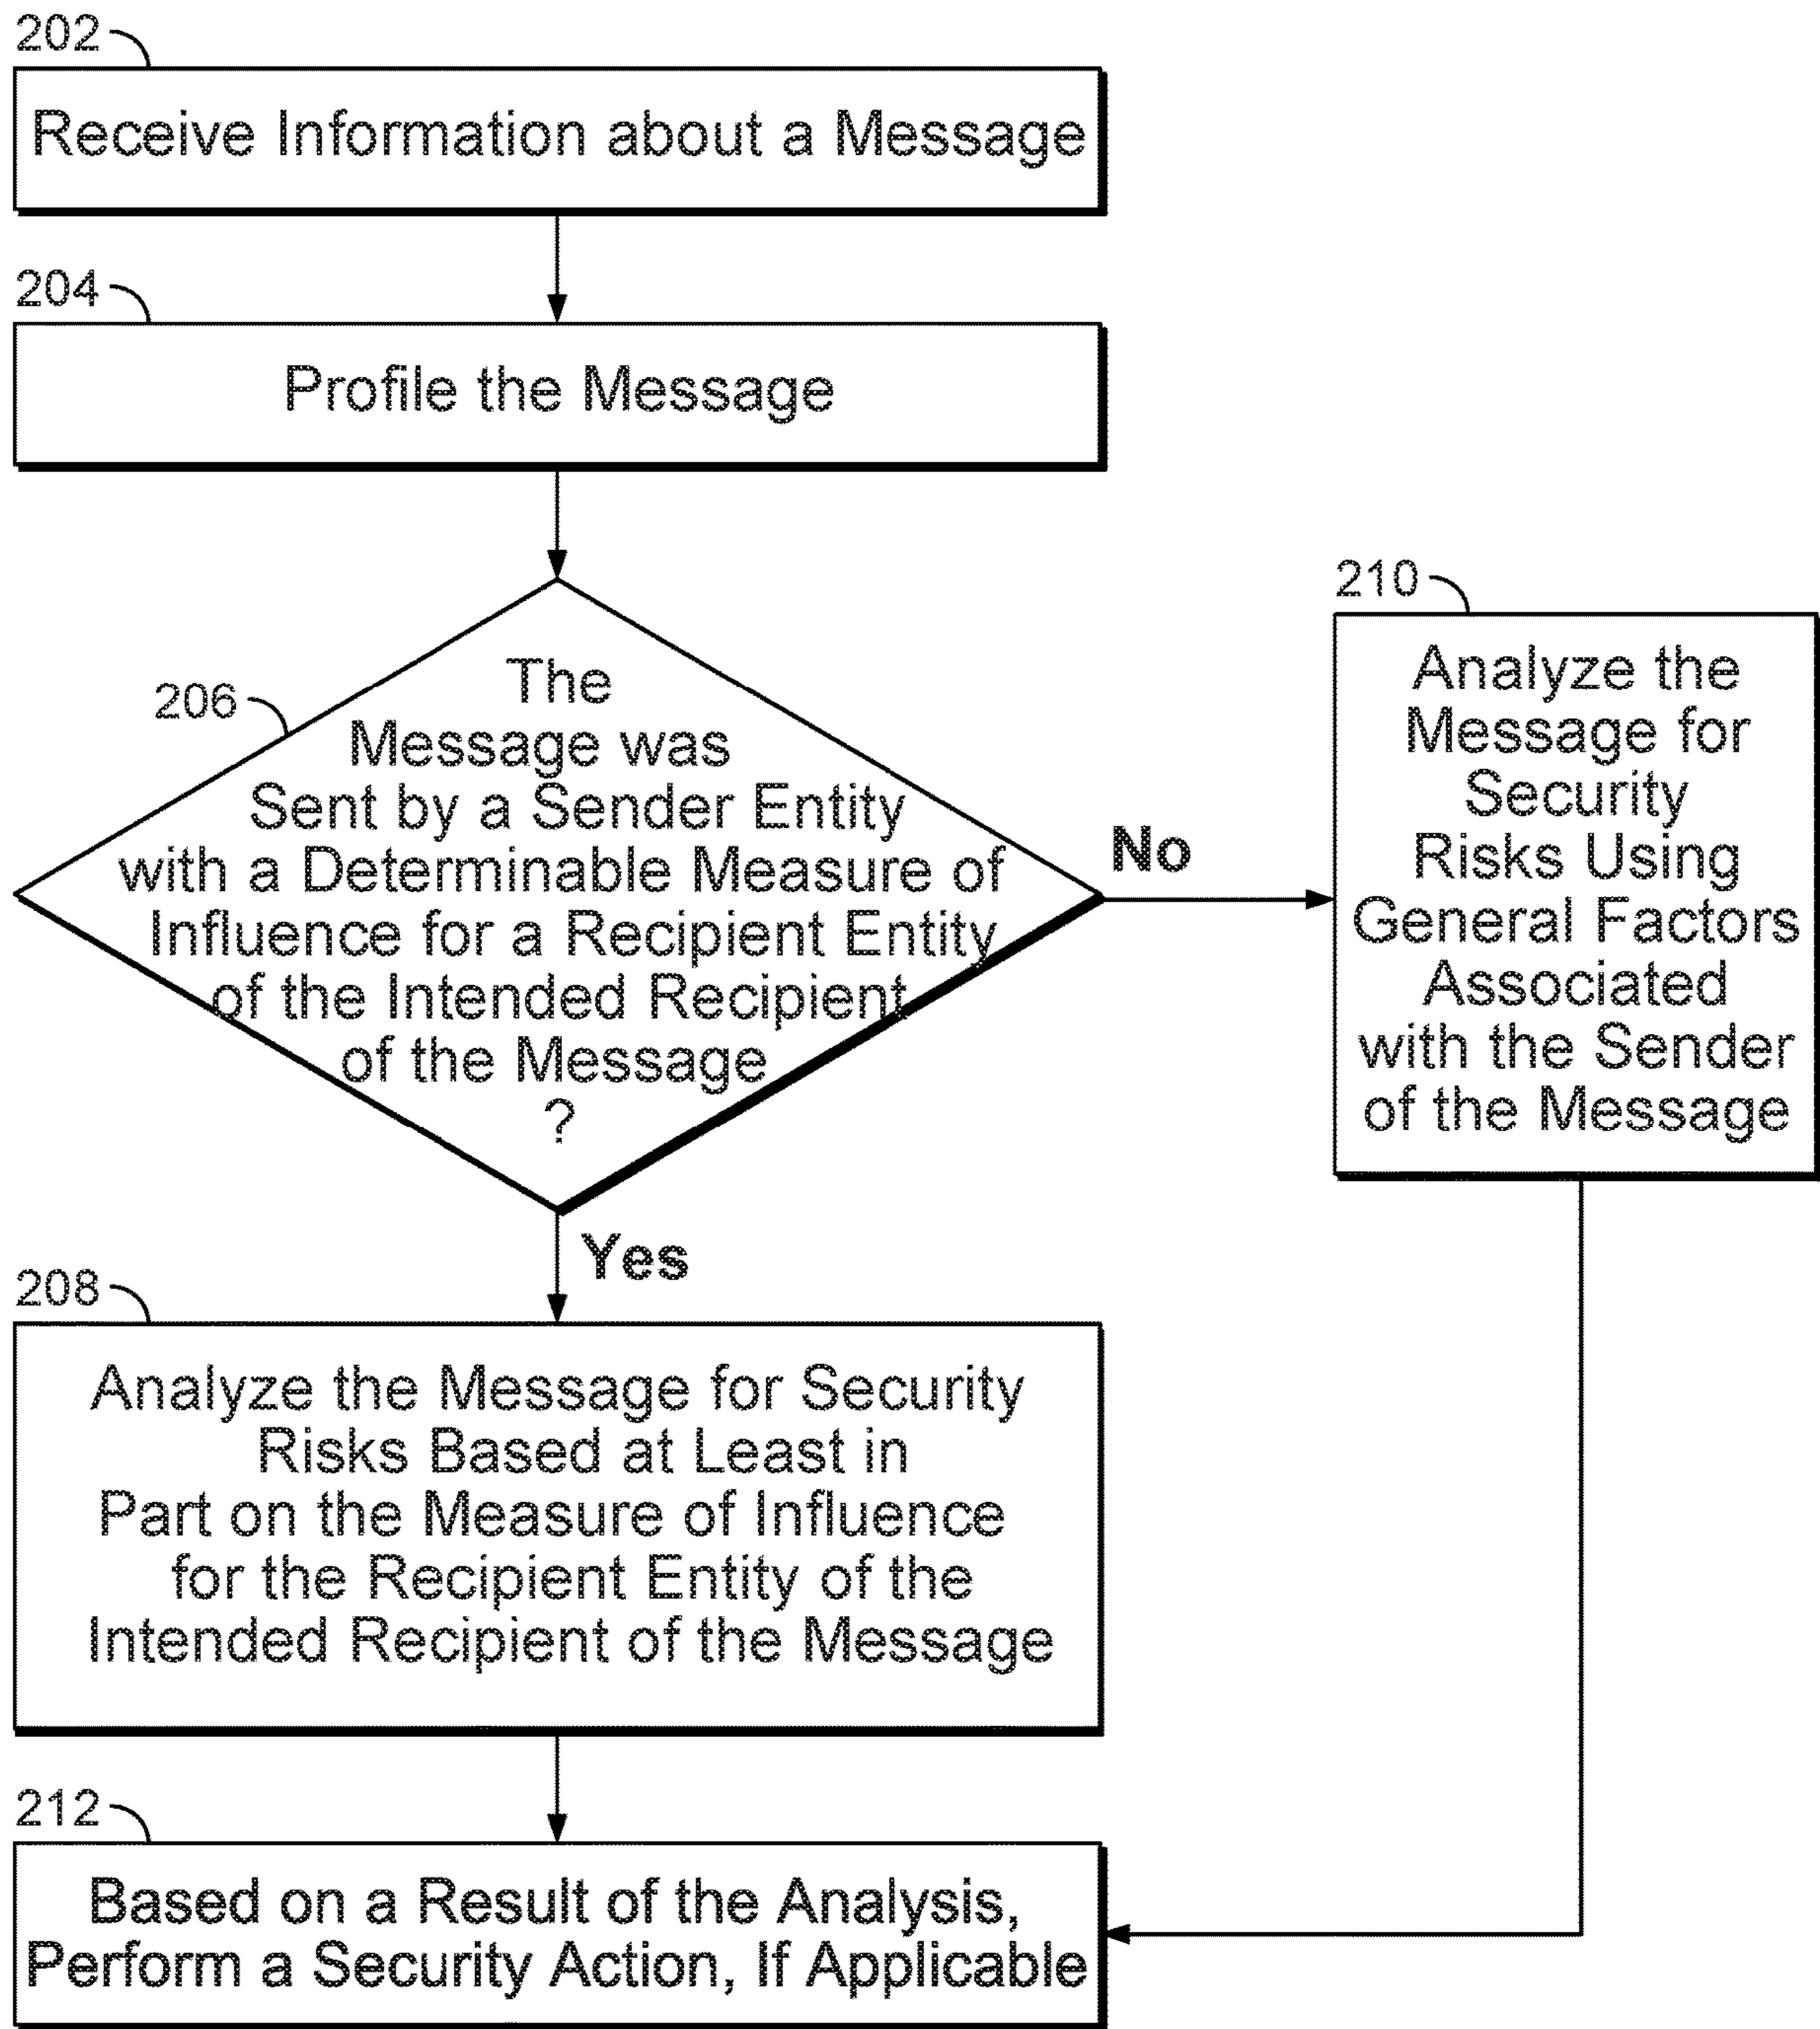 202
Receive Information about a Message
204
Profile the Message
206
The
Message was
Sent by a Sender Entity
with a Determinable Measure of
Influence for a Recipient Entity
of the Intended Recipient
of the Message
?
No
210
Analyze the
Message for
Security
Risks Using
General Factors
Associated
with the Sender
of the Message
Yes
208
Analyze the Message for Security
Risks Based at Least in
Part on the Measure of Influence
for the Recipient Entity of the
Intended Recipient of the Message
212
Based on a Result of the Analysis,
Perform a Security Action, If Applicable